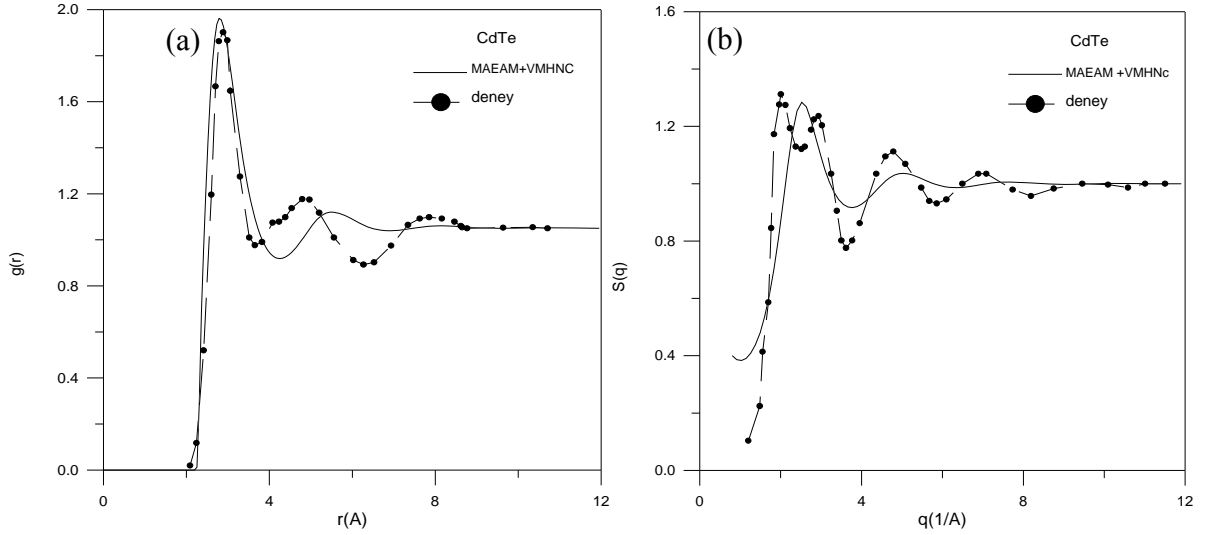 (a)
CdTe
MAEAM+VMHNC
deney
2.0
1.6
1.2
0.8
0.4
0.0
g(r)
0
4
8
12
r(A)
(b)
CdTe
MAEAM +VMHNc
deney
1.6
1.2
0.8
0.4
0.0
S(q)
0
4
8
12
q(1/A)